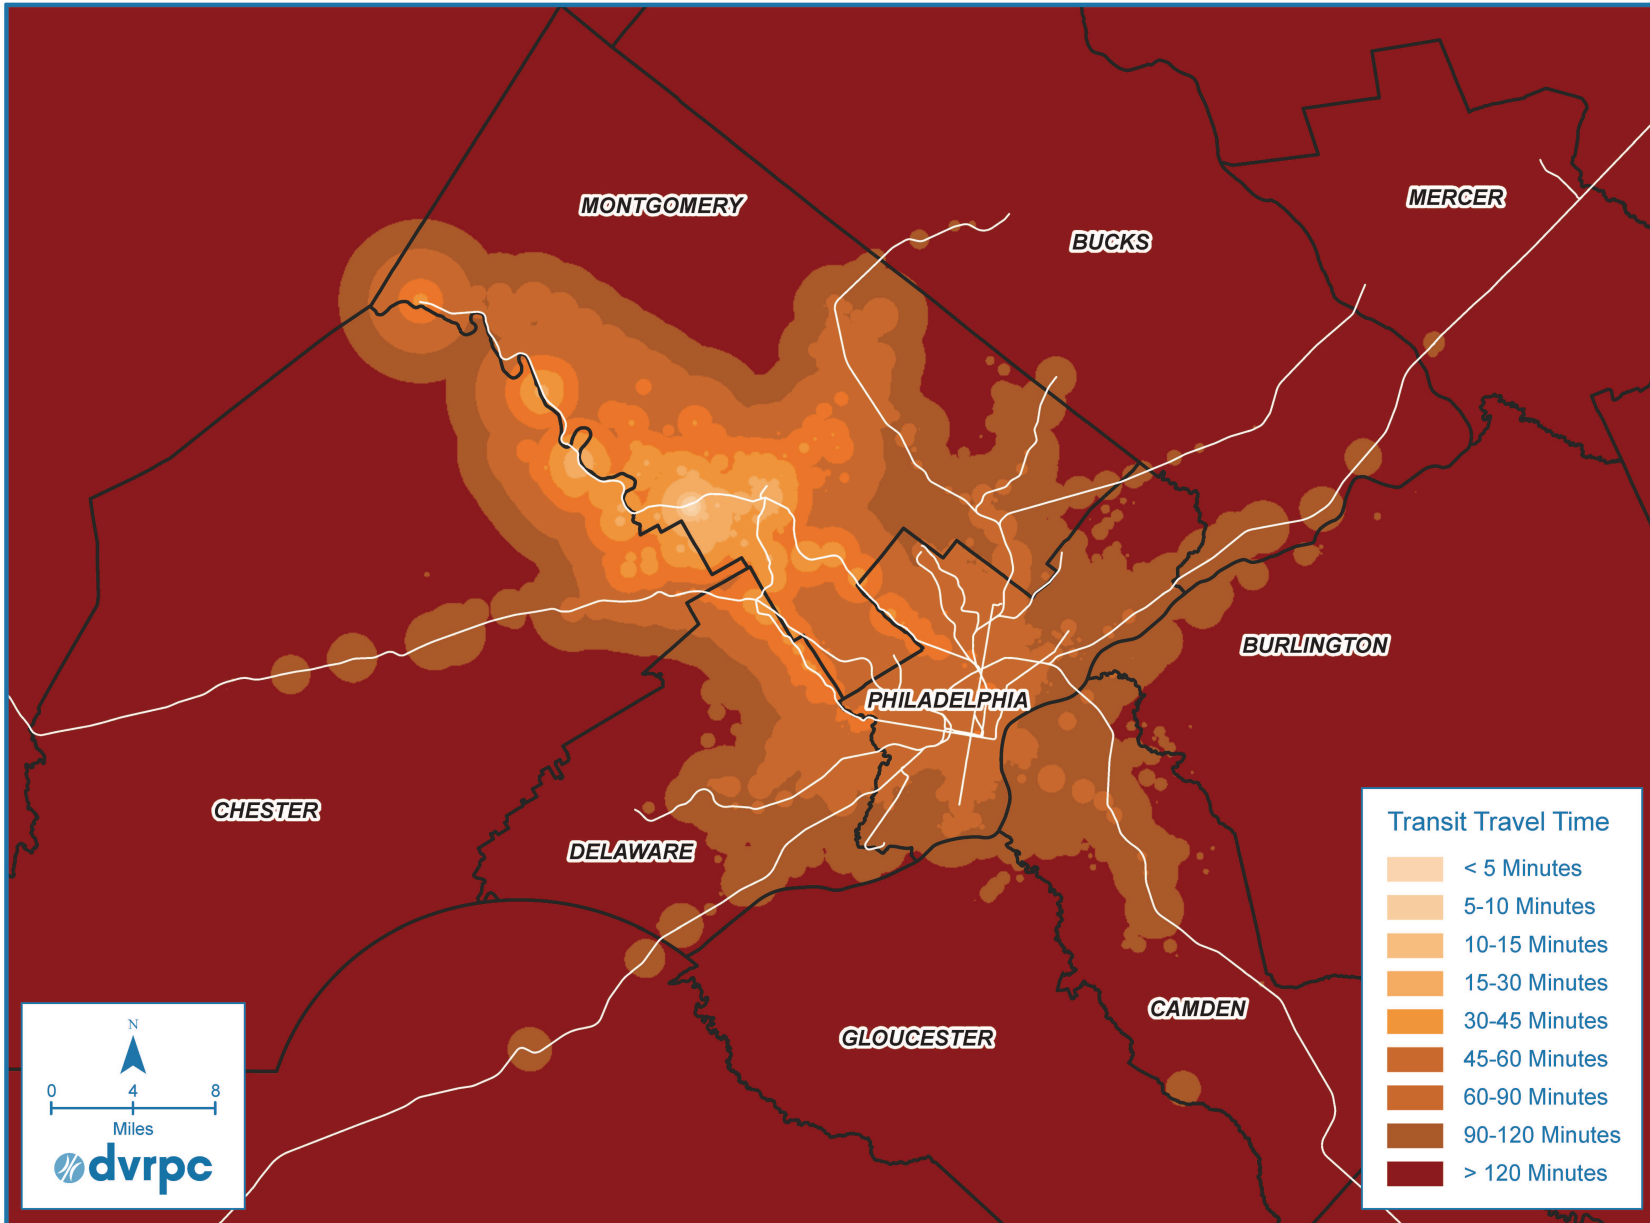 MONTGOMERY
MERCER
BUCKS
BURLINGTON
PHILADELPHIA
CHESTER
DELAWARE
CAMDEN
GLOUCESTER
Transit Travel Time
< 5 Minutes
5-10 Minutes
10-15 Minutes
15-30 Minutes
30-45 Minutes
45-60 Minutes
60-90 Minutes
90-120 Minutes
> 120 Minutes
N
0 4 8
Miles
dvrpc